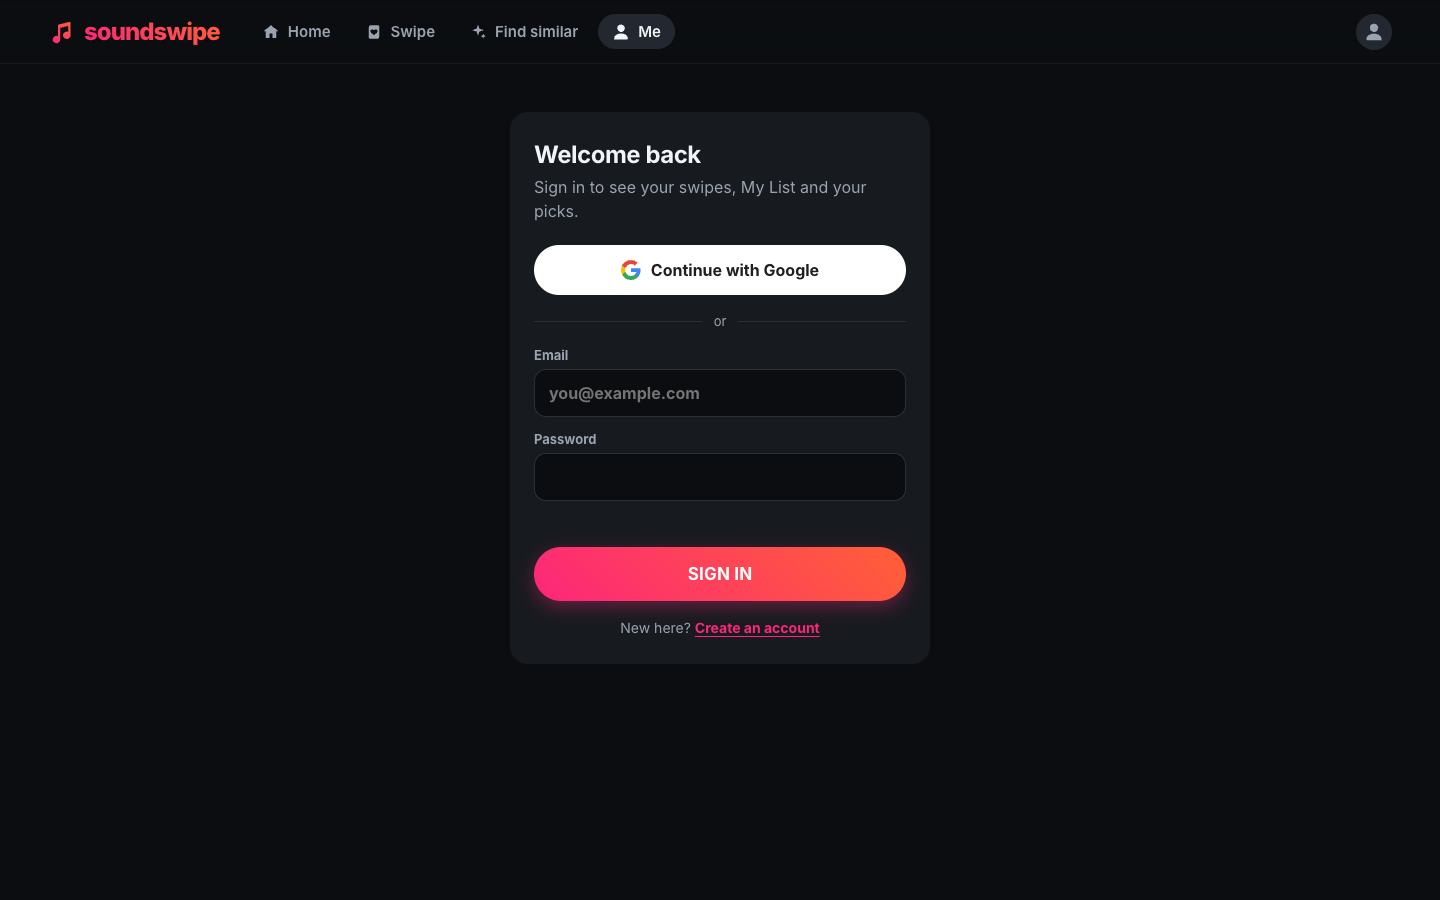 soundswipe
Home
Swipe
Find similar
Me
Welcome back
Sign in to see your swipes, My List and your
picks.
Continue with Google
or
Email
you@example.com
Password
SIGN IN
New here? Create an account